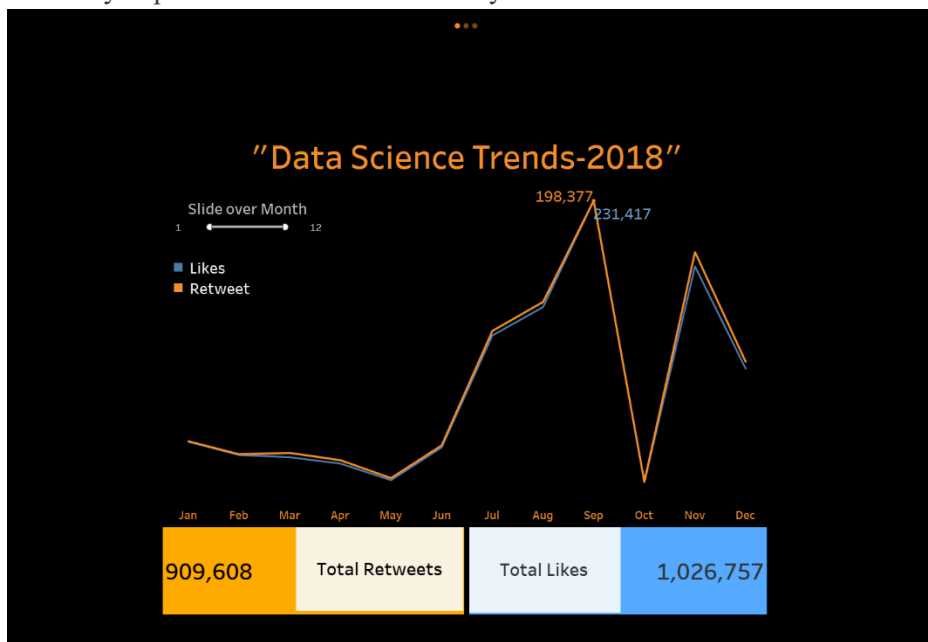 "Data Science Trends-2018"
198,377
231,417
Slide over Month
1 12
Likes
Retweet
Jan Feb Mar Apr May Jun Jul Aug Sep Oct Nov Dec
909,608 Total Retweets Total Likes 1,026,757